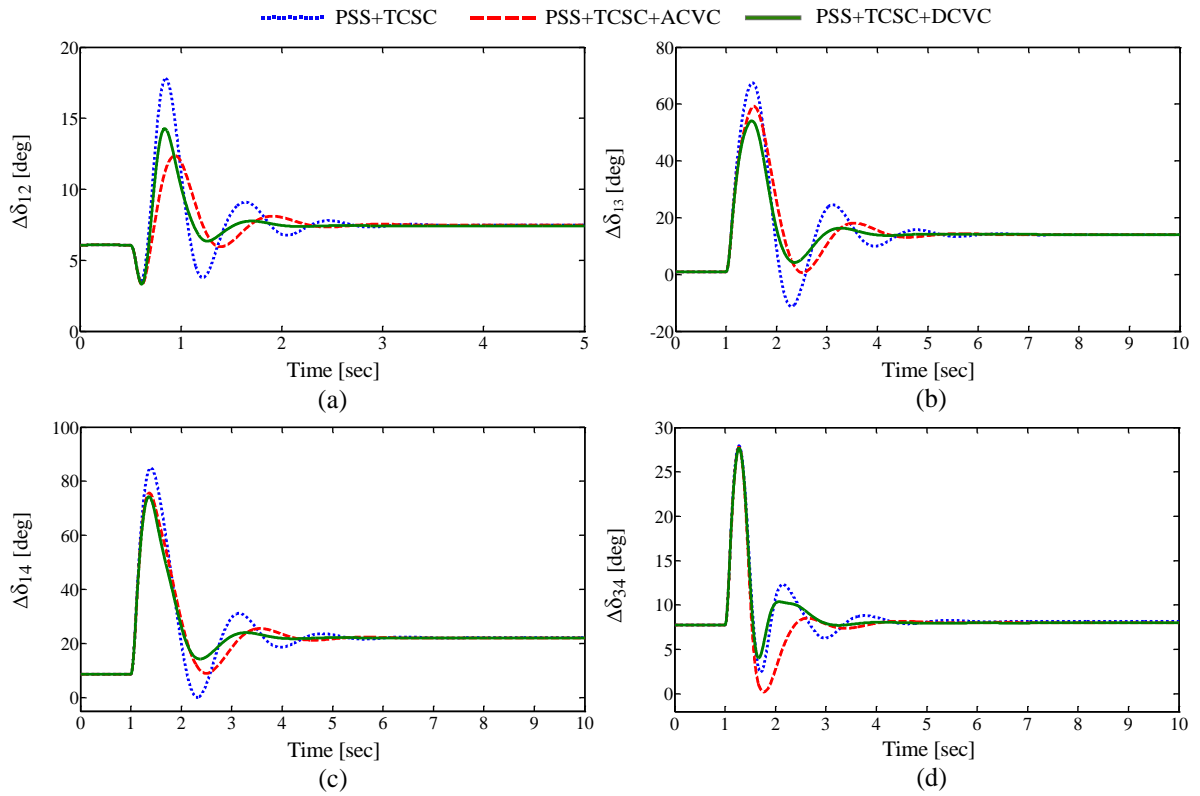 PSS+TCSC PSS+TCSC+ACVC PSS+TCSC+DCVC
20
15
10
5
0
Δδ12 [deg]
0 1 2 3 4 5
Time [sec]
(a)
80
60
40
20
0
-20
Δδ13 [deg]
0 1 2 3 4 5 6 7 8 9 10
Time [sec]
(b)
100
80
60
40
20
0
Δδ14 [deg]
0 1 2 3 4 5 6 7 8 9 10
Time [sec]
(c)
30
25
20
15
10
5
0
Δδ34 [deg]
0 1 2 3 4 5 6 7 8 9 10
Time [sec]
(d)